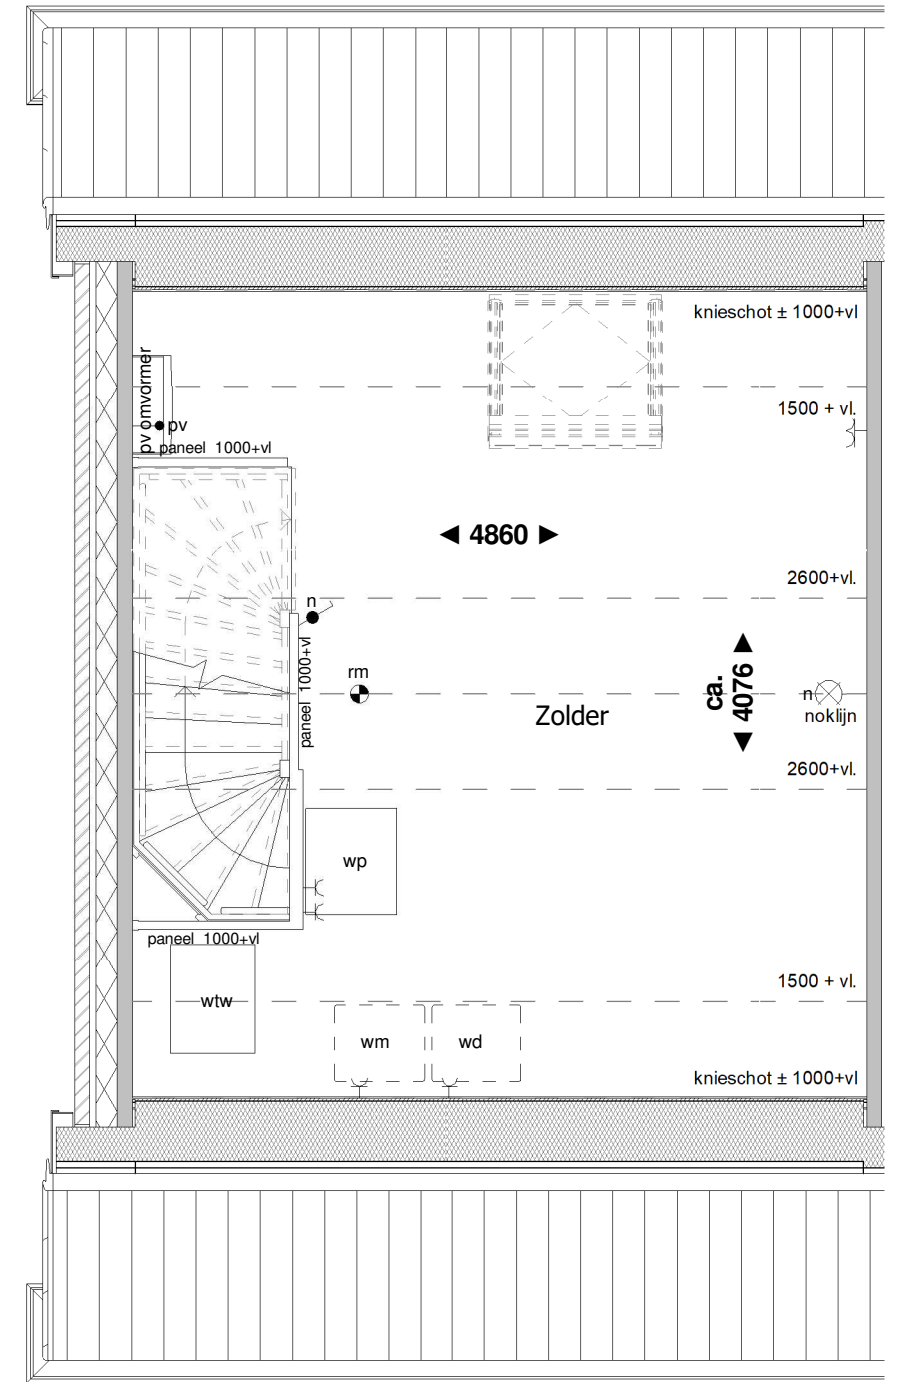 knieschot ± 1000+vl
pv omvormer
1500 + vl.
pv
paneel 1000+vl
◄ 4860 ►
2600+vl.
n
paneel 1000+vl
rm
ca.
◄ 4076 ►
n
Zolder
noklijn
2600+vl.
wp
paneel 1000+vl
1500 + vl.
wtw
wm
wd
knieschot ± 1000+vl